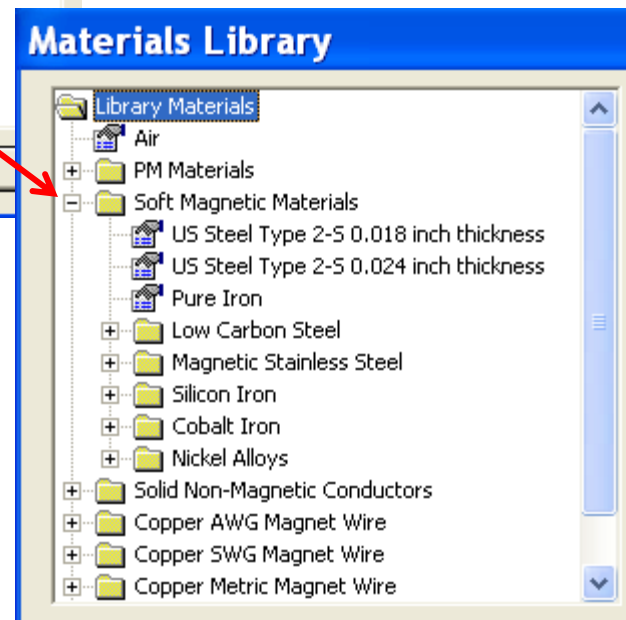 Materials Library
Library Materials
Air
PM Materials
Soft Magnetic Materials
US Steel Type 2-S 0.018 inch thickness
US Steel Type 2-S 0.024 inch thickness
Pure Iron
Low Carbon Steel
Magnetic Stainless Steel
Silicon Iron
Cobalt Iron
Nickel Alloys
Solid Non-Magnetic Conductors
Copper AWG Magnet Wire
Copper SWG Magnet Wire
Copper Metric Magnet Wire